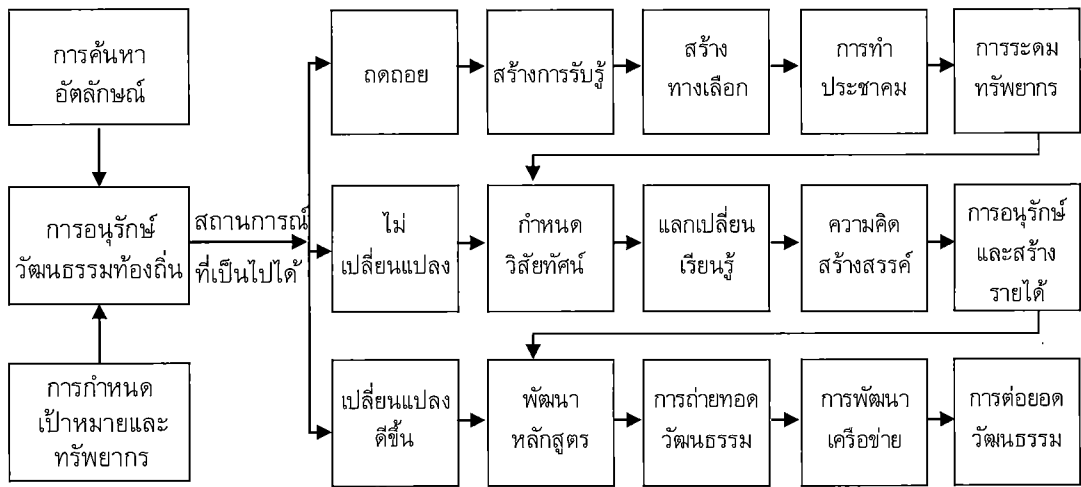 การค้นหา
อัตลักษณ์
การอนุรักษ์
วัฒนธรรมท้องถิ่น
การกำหนด
เป้าหมายและ
ทรัพยากร
สถานการณ์
ที่เป็นไปได้
ถดถอย
สร้างการรับรู้
สร้าง
ทางเลือก
การทำ
ประชาคม
การระดม
ทรัพยากร
ไม่
เปลี่ยนแปลง
กำหนด
วิสัยทัศน์
แลกเปลี่ยน
เรียนรู้
ความคิด
สร้างสรรค์
การอนุรักษ์
และสร้าง
รายได้
เปลี่ยนแปลง
ดีขึ้น
พัฒนา
หลักสูตร
การถ่ายทอด
วัฒนธรรม
การพัฒนา
เครือข่าย
การต่อยอด
วัฒนธรรม